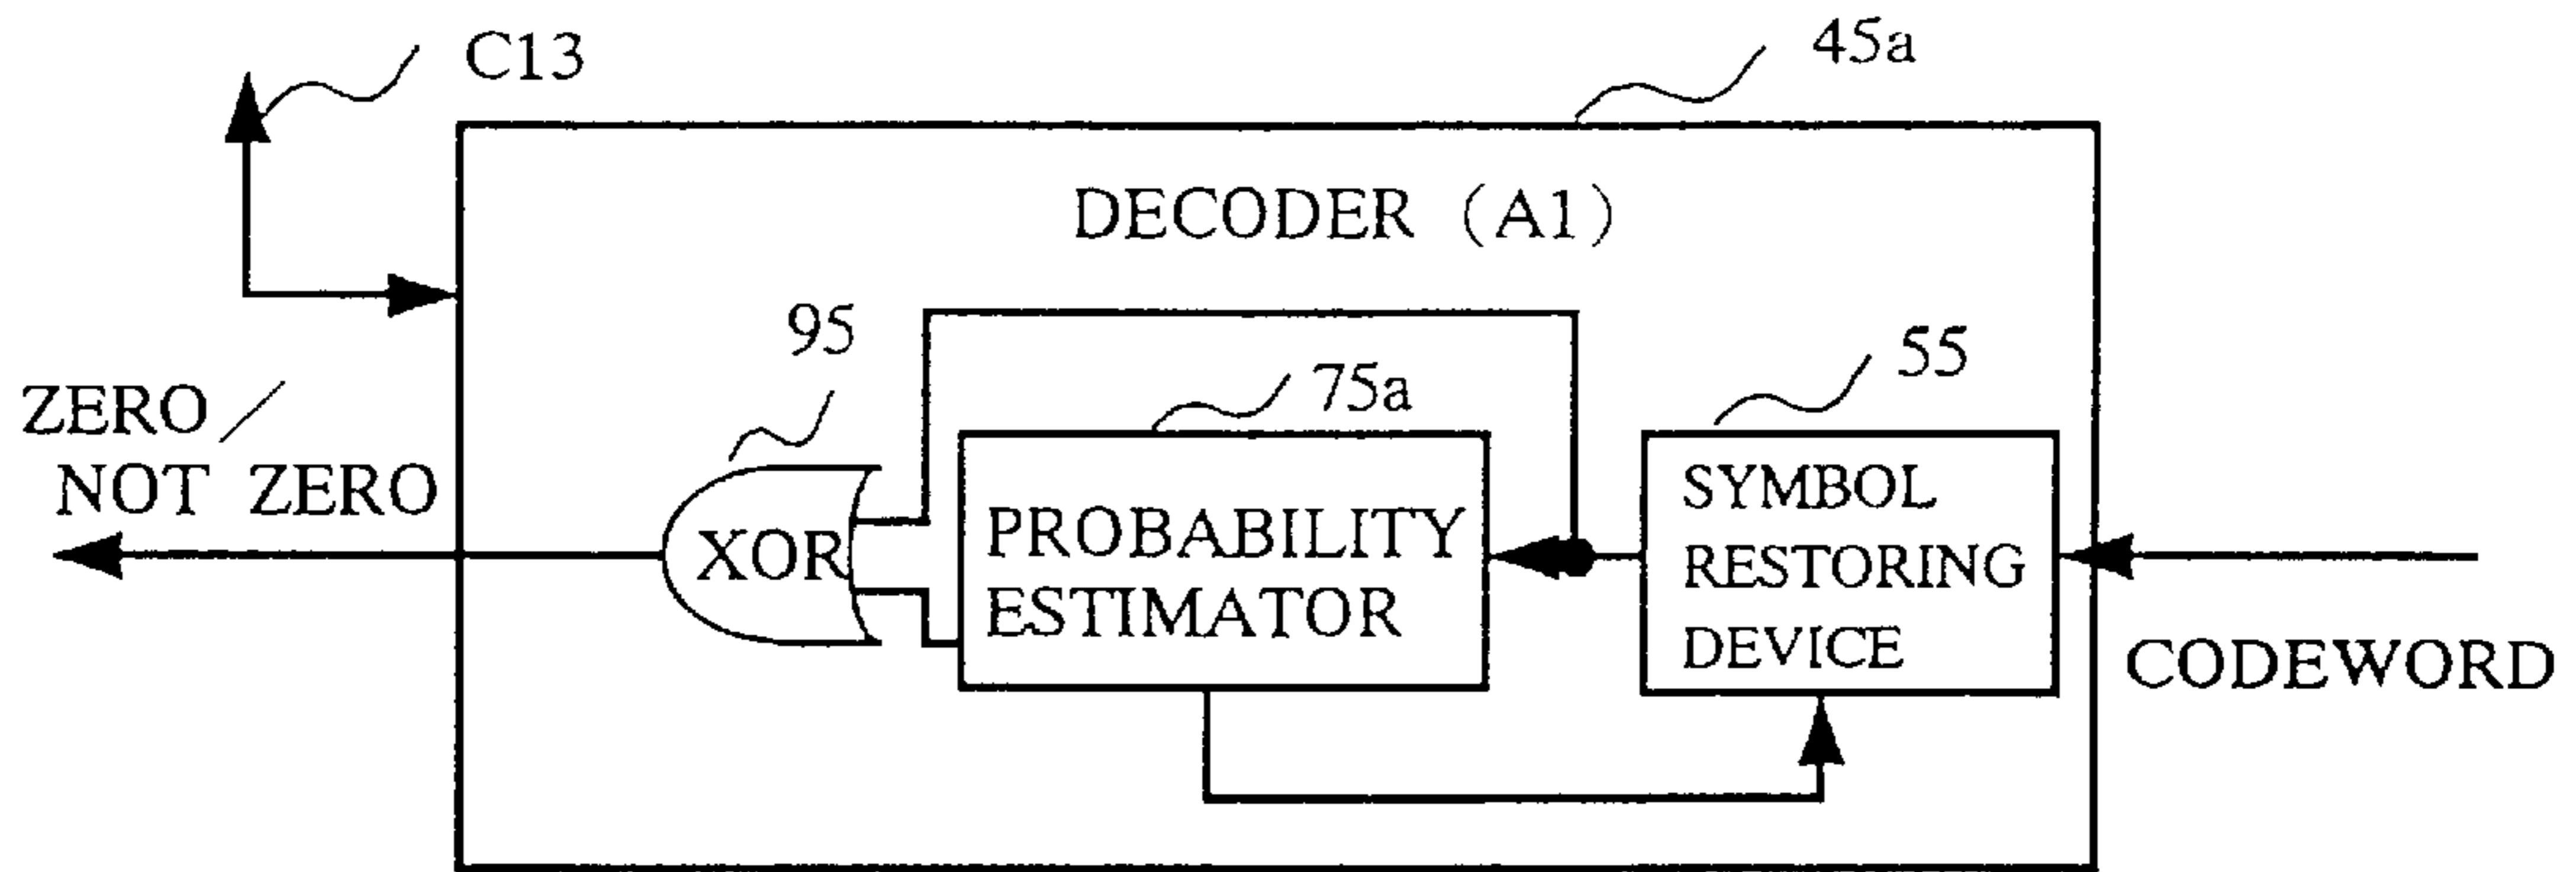 C13
45a
DECODER (A1)
95
75a
55
ZERO/
NOT ZERO
XOR
PROBABILITY
ESTIMATOR
SYMBOL
RESTORING
DEVICE
CODEWORD